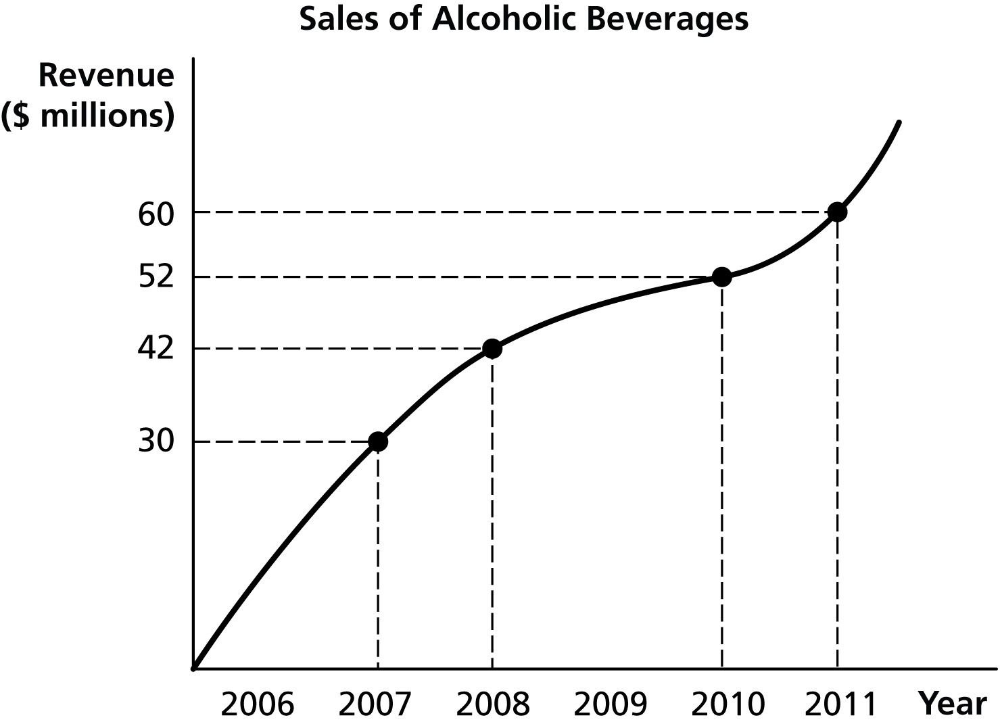 Sales of Alcoholic Beverages
Revenue
($ millions)
60
52
42
30
2006 2007 2008 2009 2010 2011 Year